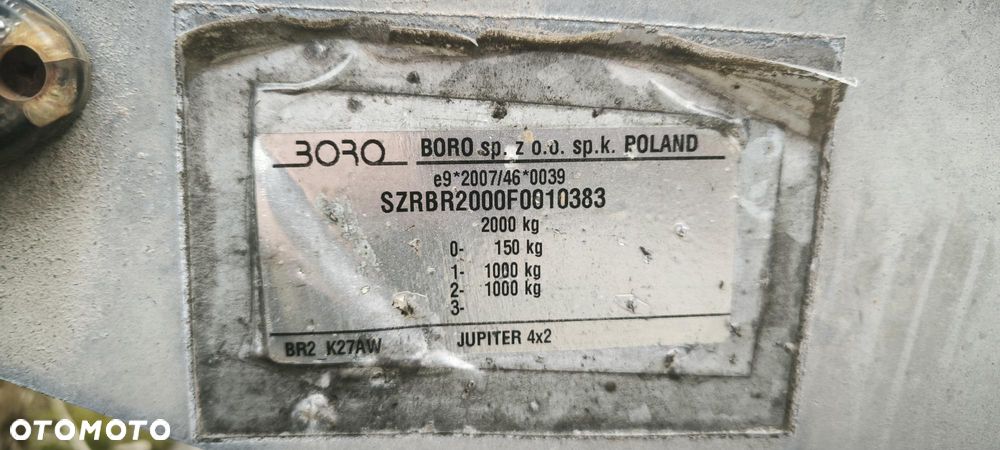 BORO BORO sp. z o.o. sp.k. POLAND
e9*2007/46*0039
SZRBR2000F0010383
2000 kg
0- 150 kg
1- 1000 kg
2- 1000 kg
3-
BR2_K27AW JUPITER 4x2
OTOMOTO